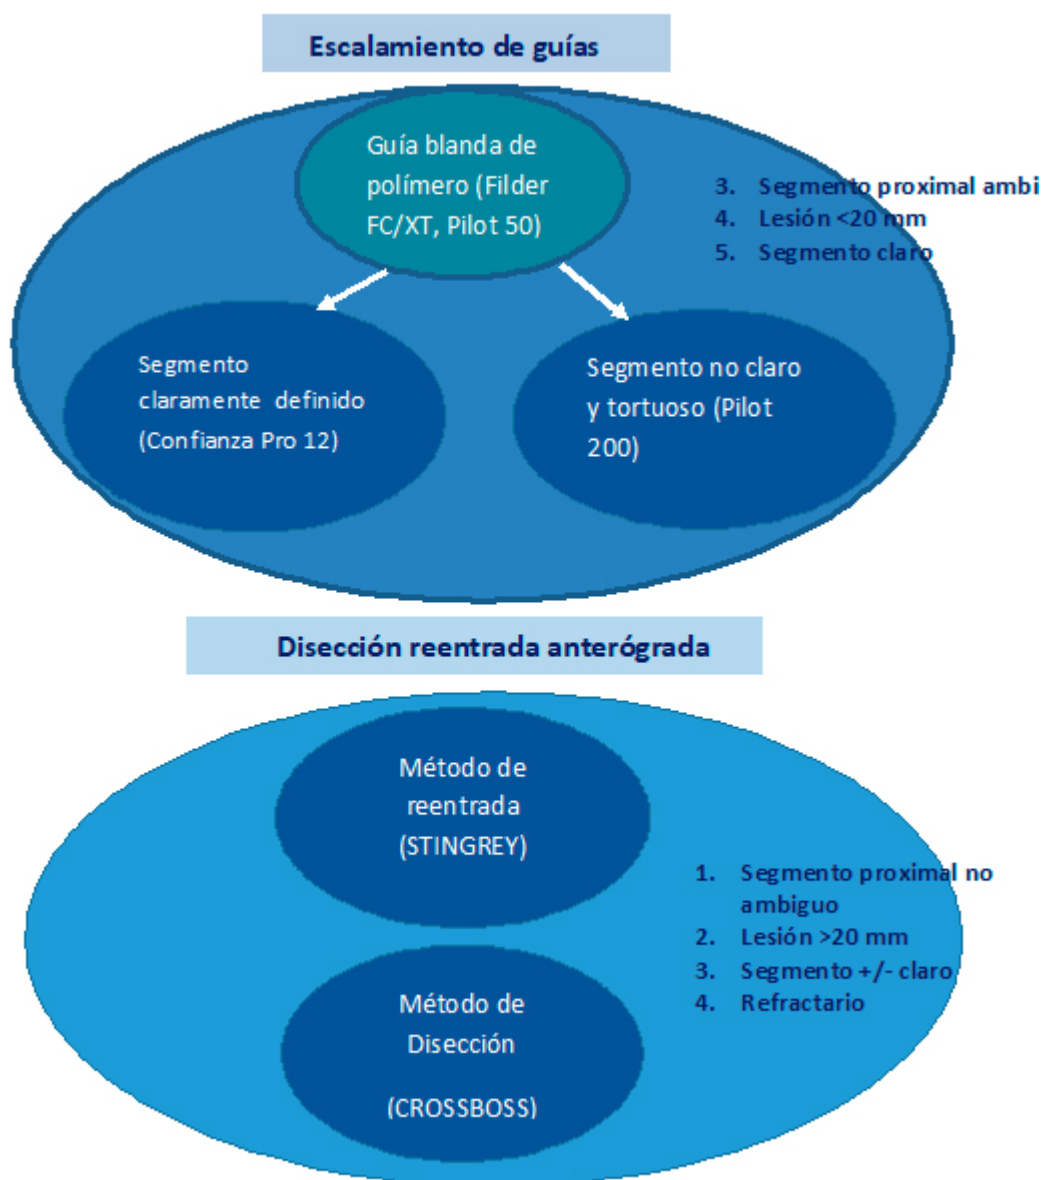 Escalamiento de guías
Guía blanda de
polímero (Filder
FC/XT, Pilot 50)
3. Segmento proximal ambi
4. Lesión <20 mm
5. Segmento claro
Segmento
claramente definido
(Confianza Pro 12)
Segmento no claro
y tortuoso (Pilot
200)
Disección reentrada anterógrada
Método de
reentrada
(STINGREY)
1. Segmento proximal no
ambiguo
2. Lesión >20 mm
3. Segmento +/- claro
4. Refractario
Método de
Disección
(CROSSBOSS)